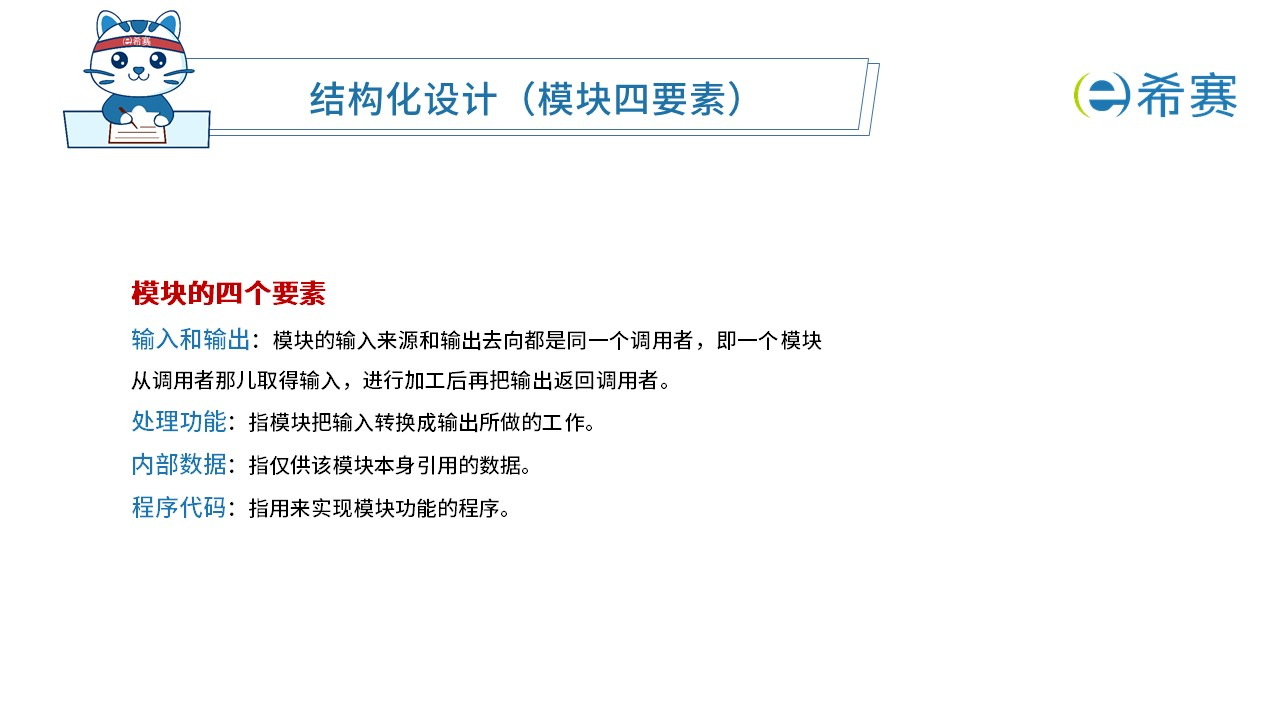 希赛
结构化设计（模块四要素）
希赛
模块的四个要素
输入和输出：模块的输入来源和输出去向都是同一个调用者，即一个模块
从调用者那儿取得输入，进行加工后再把输出返回调用者。
处理功能：指模块把输入转换成输出所做的工作。
内部数据：指仅供该模块本身引用的数据。
程序代码：指用来实现模块功能的程序。